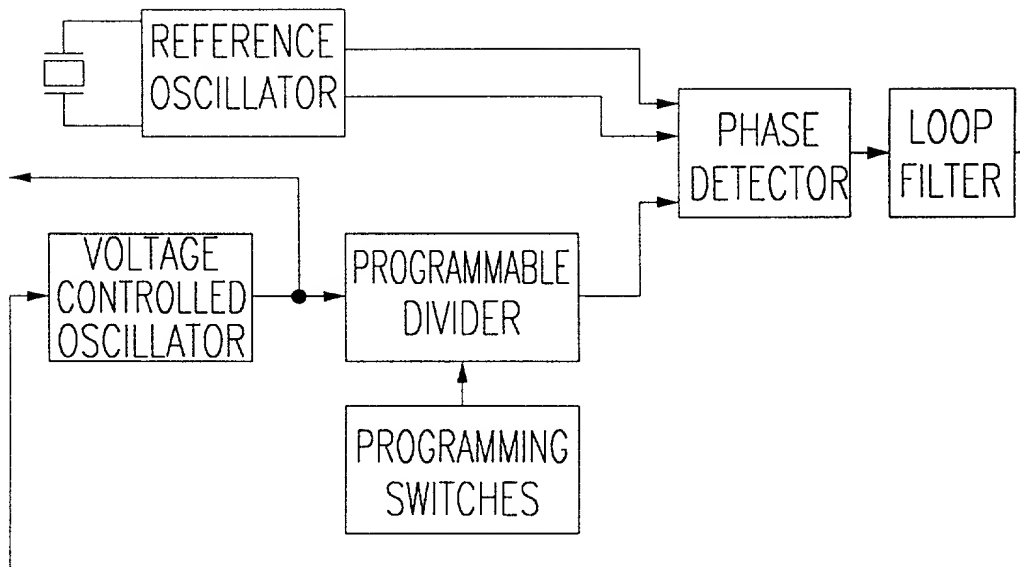 REFERENCE
OSCILLATOR
PHASE
DETECTOR
LOOP
FILTER
VOLTAGE
CONTROLLED
OSCILLATOR
PROGRAMMABLE
DIVIDER
PROGRAMMING
SWITCHES